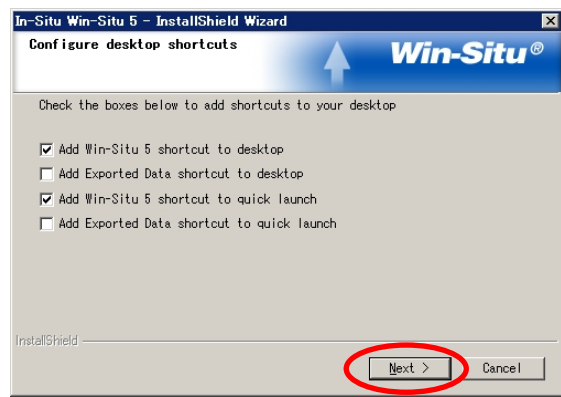 In-Situ Win-Situ 5 - InstallShield Wizard
Configure desktop shortcuts
Win-Situ®
Check the boxes below to add shortcuts to your desktop
Add Win-Situ 5 shortcut to desktop
Add Exported Data shortcut to desktop
Add Win-Situ 5 shortcut to quick launch
Add Exported Data shortcut to quick launch
InstallShield
Next > Cancel